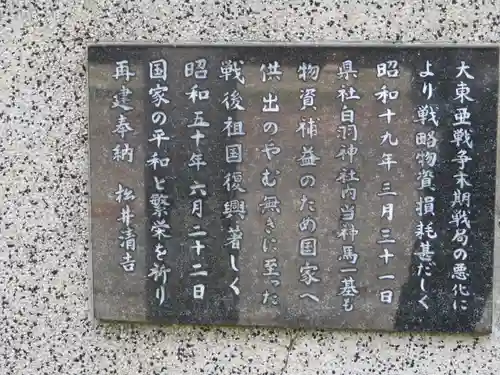 大東亜戦争末期戦局の悪化に
より戦略物資損耗甚だしく
昭和十九年三月三十一日
県社白羽神社内当神馬一基も
物資補益のため国家へ
供出のやむ無きに至った
戦後祖国復興著しく
昭和五十年六月二十二日
国家の平和と繁栄を祈り
再建奉納 松井清吉